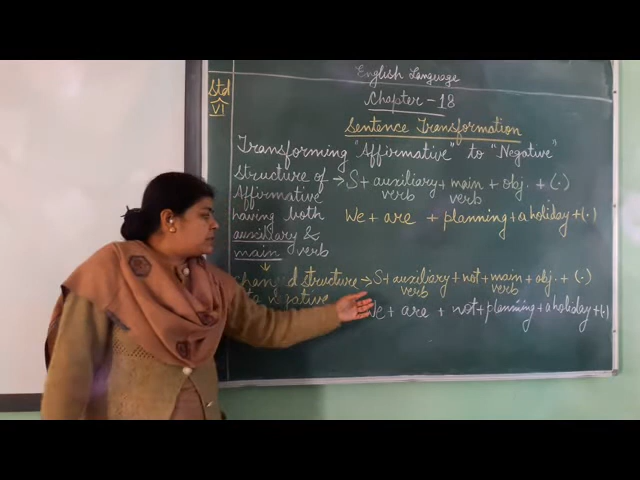 English Language
Std
VI
Chapter - 18
Sentence Transformation
Transforming "Affirmative" to "Negative"
Structure of → S + auxiliary + main + obj. + (.)
verb verb
Affirmative
having both We + are + planning + a holiday + (.)
auxiliary &
main verb
↓
structure → S + auxiliary + not + main + obj. + (.)
verb verb
negative
We + are + not + planning + a holiday + (.)